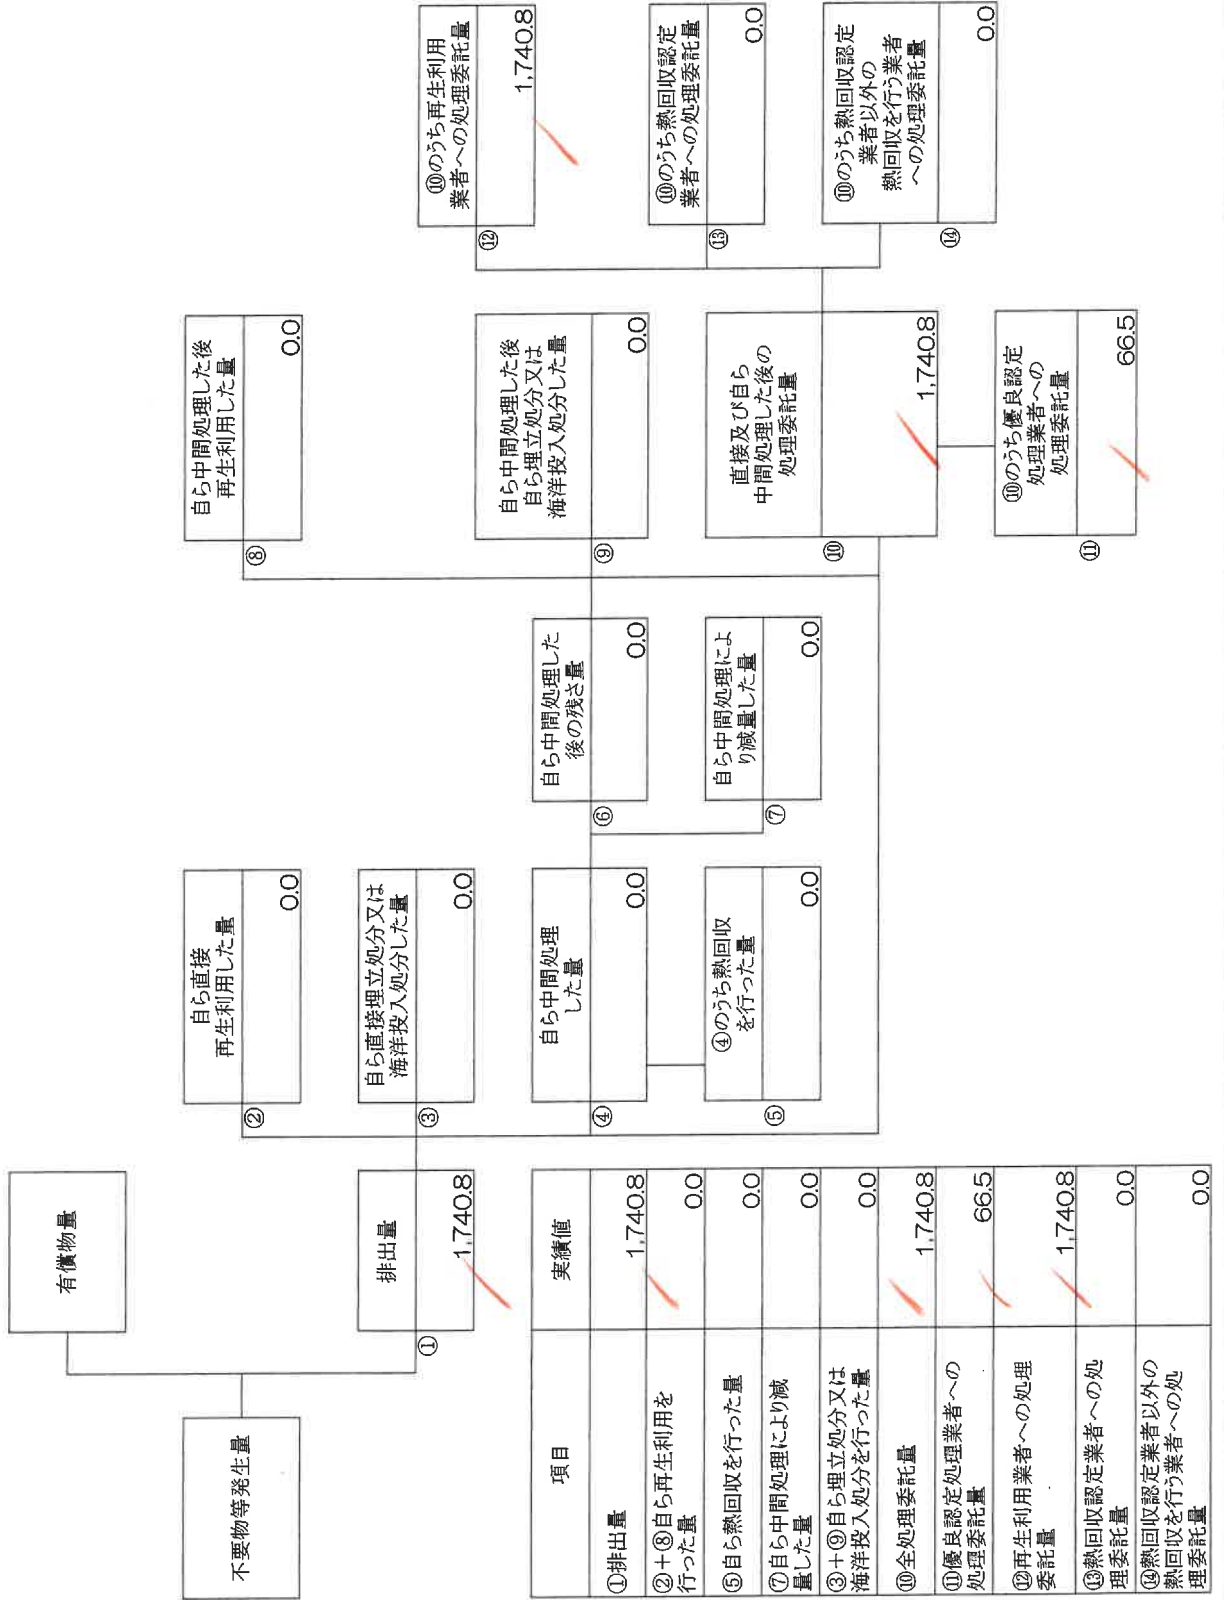 有償物量
不要物等発生量
排出量
①
1,740.8
自ら直接
再生利用した量
②
0.0
自ら直接埋立処分又は
海洋投入処分した量
③
0.0
自ら中間処理
した量
④
0.0
④のうち熱回収
を行った量
⑤
0.0
自ら中間処理した
後の残さ量
⑥
0.0
自ら中間処理によ
り減量した量
⑦
0.0
自ら中間処理した後
再生利用した量
⑧
0.0
自ら中間処理した後
自ら埋立処分又は
海洋投入処分した量
⑨
0.0
直接及び自ら
中間処理した後の
処理委託量
⑩
1,740.8
⑩のうち優良認定
処理業者への
処理委託量
⑪
66.5
⑩のうち再生利用
業者への処理委託量
⑫
1,740.8
⑩のうち熱回収認定
業者への処理委託量
⑬
0.0
⑩のうち熱回収認定
業者以外の
熱回収を行う業者
への処理委託量
⑭
0.0
項目 実績値
①排出量 1,740.8
②+⑧自ら再生利用を
行った量 0.0
⑤自ら熱回収を行った量 0.0
⑦自ら中間処理により減
量した量 0.0
③+⑨自ら埋立処分又は
海洋投入処分を行った量 0.0
⑩全処理委託量 1,740.8
⑪優良認定処理業者への
処理委託量 66.5
⑫再生利用業者への処理
委託量 1,740.8
⑬熱回収認定業者への処
理委託量 0.0
⑭熱回収認定業者以外の
熱回収を行う業者への処
理委託量 0.0